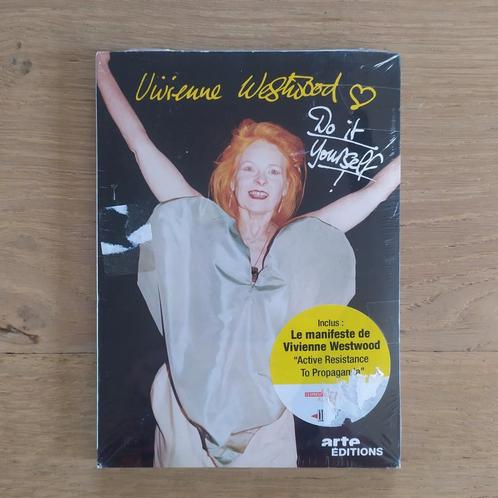 Vivienne Westwood
Do it
Yourself!
Inclus :
Le manifeste de
Vivienne Westwood
"Active Resistance
To Propaganda"
arte
EDITIONS